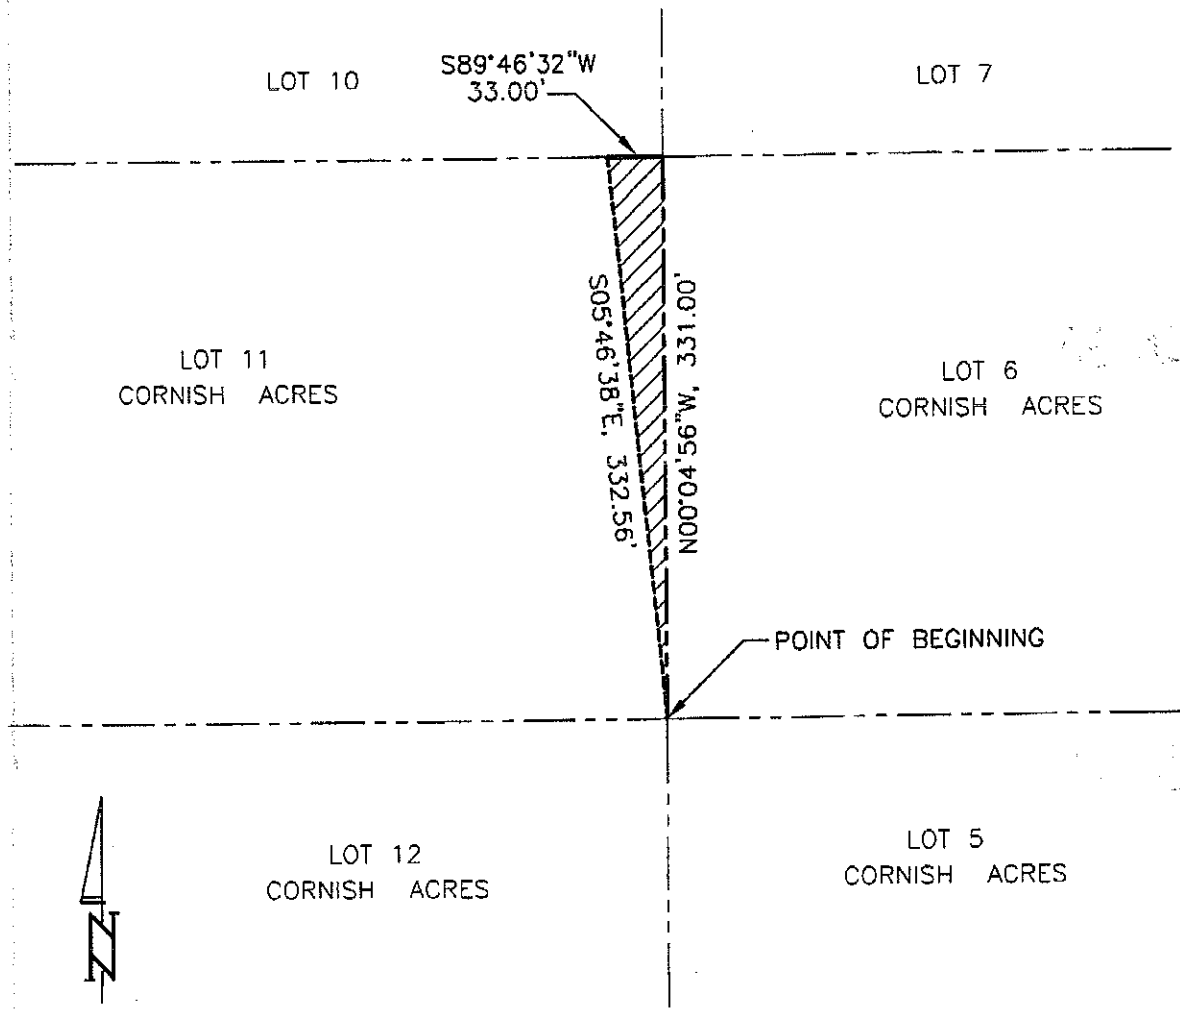 LOT 10
S89°46'32"W
33.00'
LOT 7
LOT 11
CORNISH ACRES
S05°46'38"E, 332.56'
N00°04'56"W, 331.00'
LOT 6
CORNISH ACRES
POINT OF BEGINNING
LOT 12
CORNISH ACRES
LOT 5
CORNISH ACRES
N